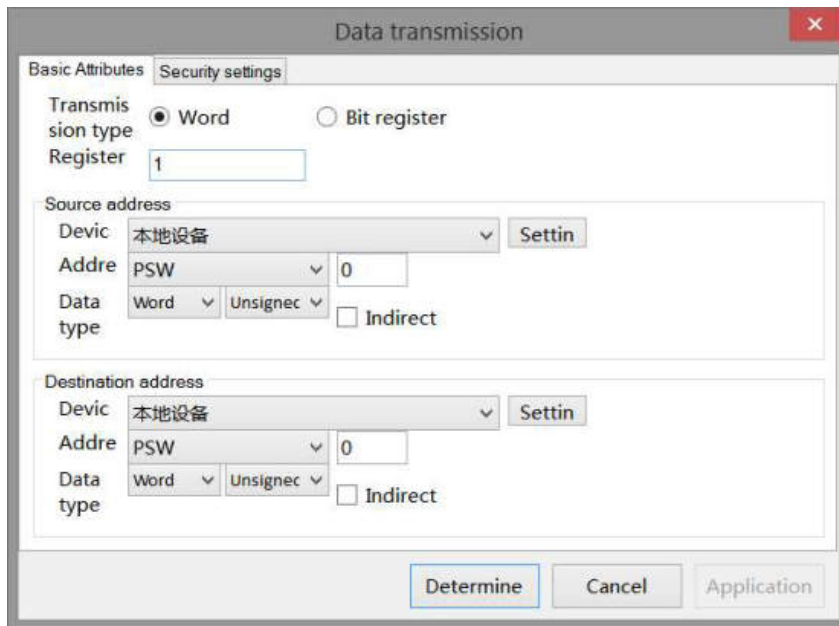 Data transmission
Basic Attributes Security settings
Transmis
sion type
Word Bit register
Register 1
Source address
Devic 本地设备 Settin
Addre PSW 0
Data
type
Word Unsignec Indirect
Destination address
Devic 本地设备 Settin
Addre PSW 0
Data
type
Word Unsignec Indirect
Determine Cancel Application